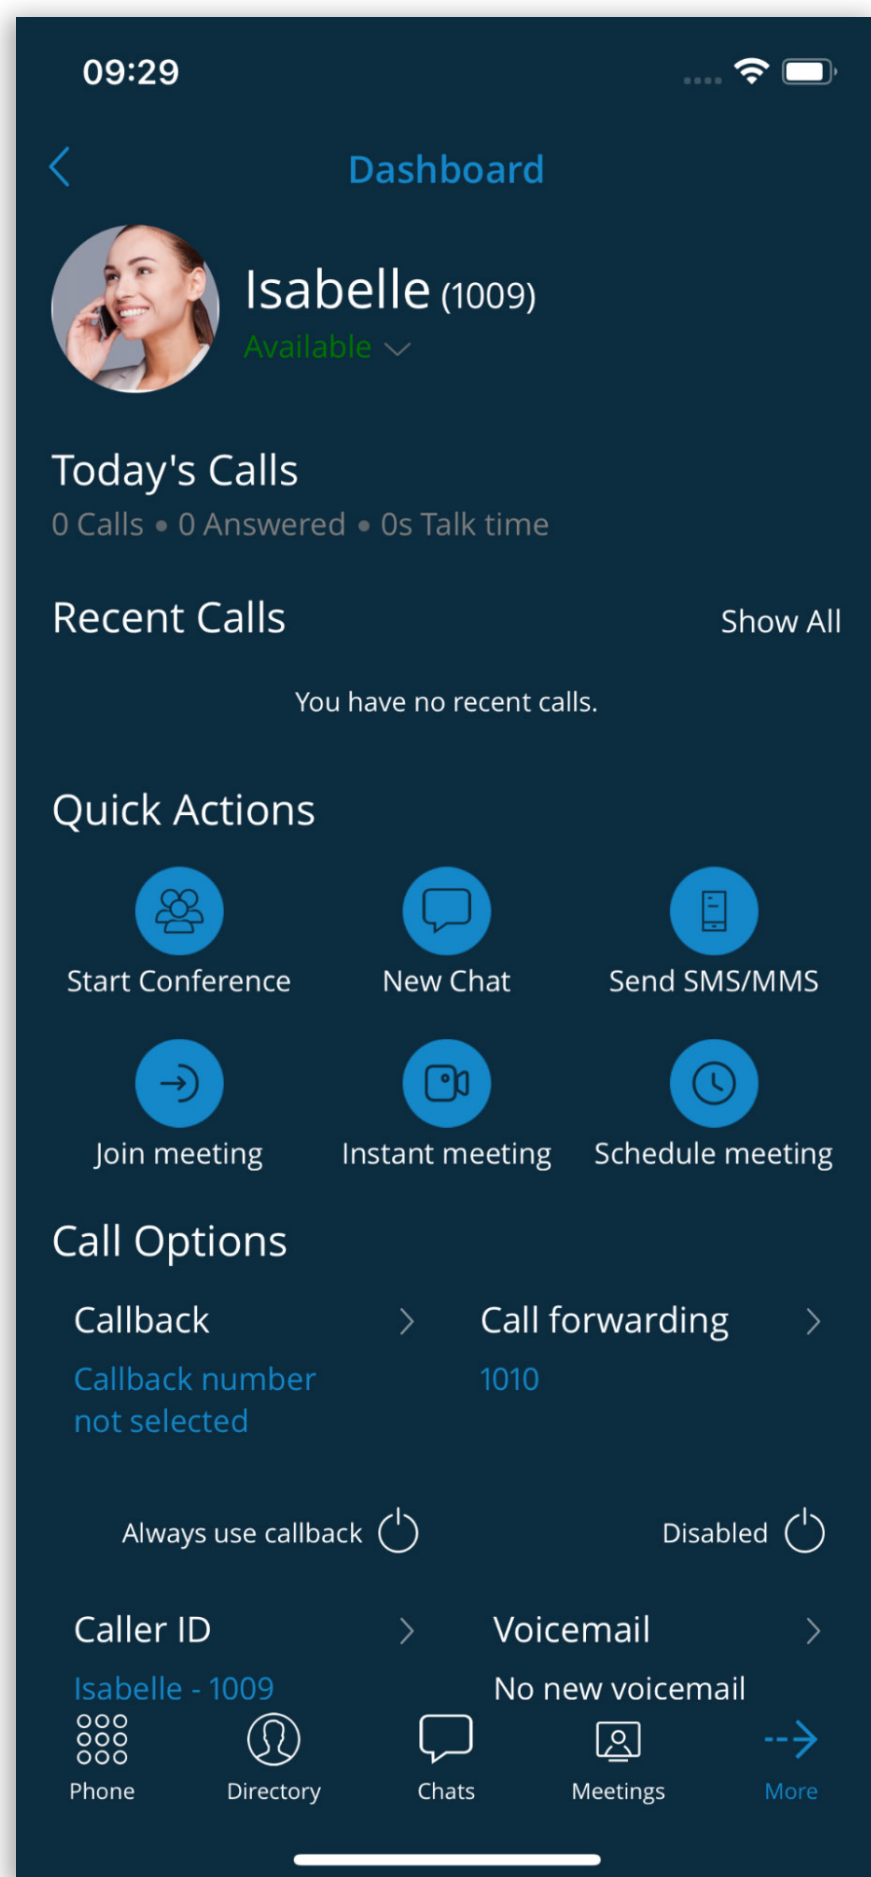 09:29
Dashboard
Isabelle (1009)
Available
Today's Calls
0 Calls • 0 Answered • 0s Talk time
Recent Calls
Show All
You have no recent calls.
Quick Actions
Start Conference
New Chat
Send SMS/MMS
Join meeting
Instant meeting
Schedule meeting
Call Options
Callback
Callback number
not selected
Always use callback
Call forwarding
1010
Disabled
Caller ID
Isabelle - 1009
Voicemail
No new voicemail
Phone
Directory
Chats
Meetings
More